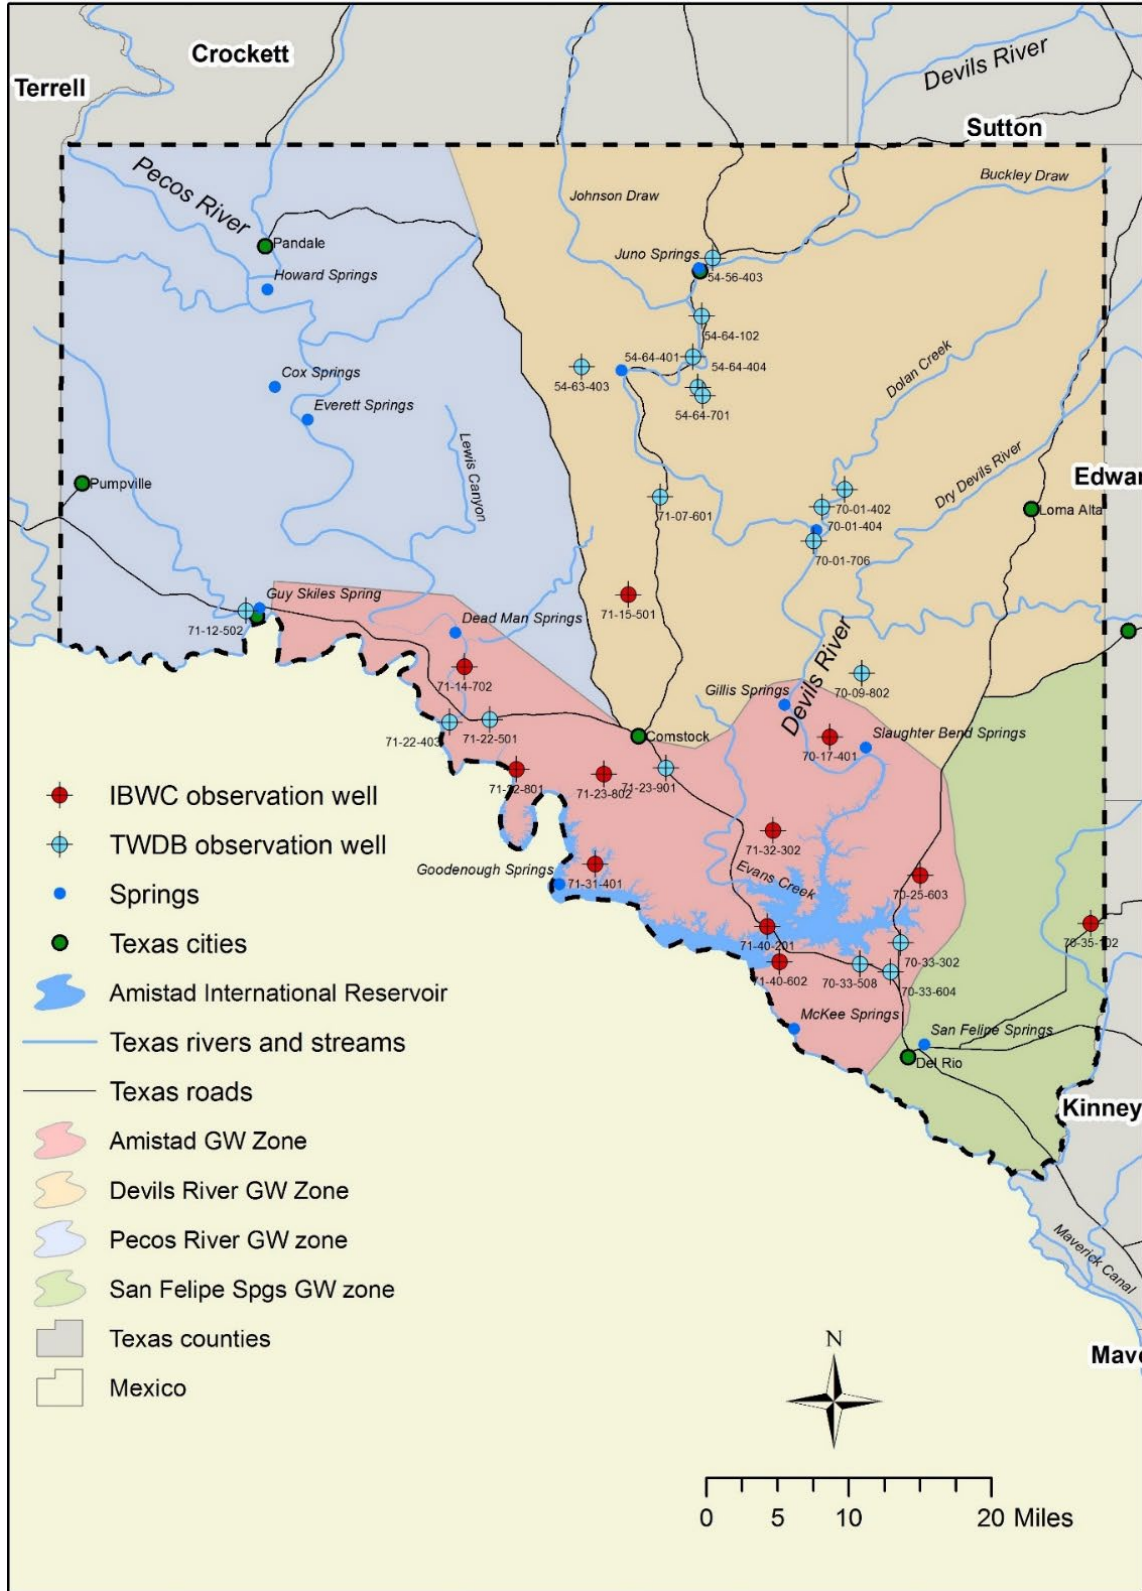 Crockett
Terrell
Devils River
Sutton
Pecos River
Johnson Draw
Buckley Draw
Pandale
Juno Springs
Howard Springs
54-56-403
54-64-102
54-64-401
54-64-404
54-63-403
Dolan Creek
Cox Springs
54-64-701
Everett Springs
Lewis Canyon
Dry Devils River
Pumpville
Edwar
71-07-601
70-01-402
Loma Alta
70-01-404
70-01-706
Guy Skiles Spring
71-15-501
Dead Man Springs
71-12-502
Devils River
70-09-802
71-14-702
Gillis Springs
Slaughter Bend Springs
71-22-403
71-22-501
Comstock
70-17-401
71-22-801
71-23-802
71-23-901
IBWC observation well
TWDB observation well
71-32-302
Goodenough Springs
71-31-401
Evans Creek
70-25-603
Springs
Texas cities
71-40-201
70-35-102
70-33-302
71-40-602
70-33-508
70-33-604
Amistad International Reservoir
McKee Springs
San Felipe Springs
Texas rivers and streams
Del Rio
Texas roads
Kinney
Amistad GW Zone
Devils River GW Zone
Pecos River GW zone
Maverick Canal
San Felipe Spgs GW zone
Texas counties
Mave
Mexico
N
0 5 10 20 Miles